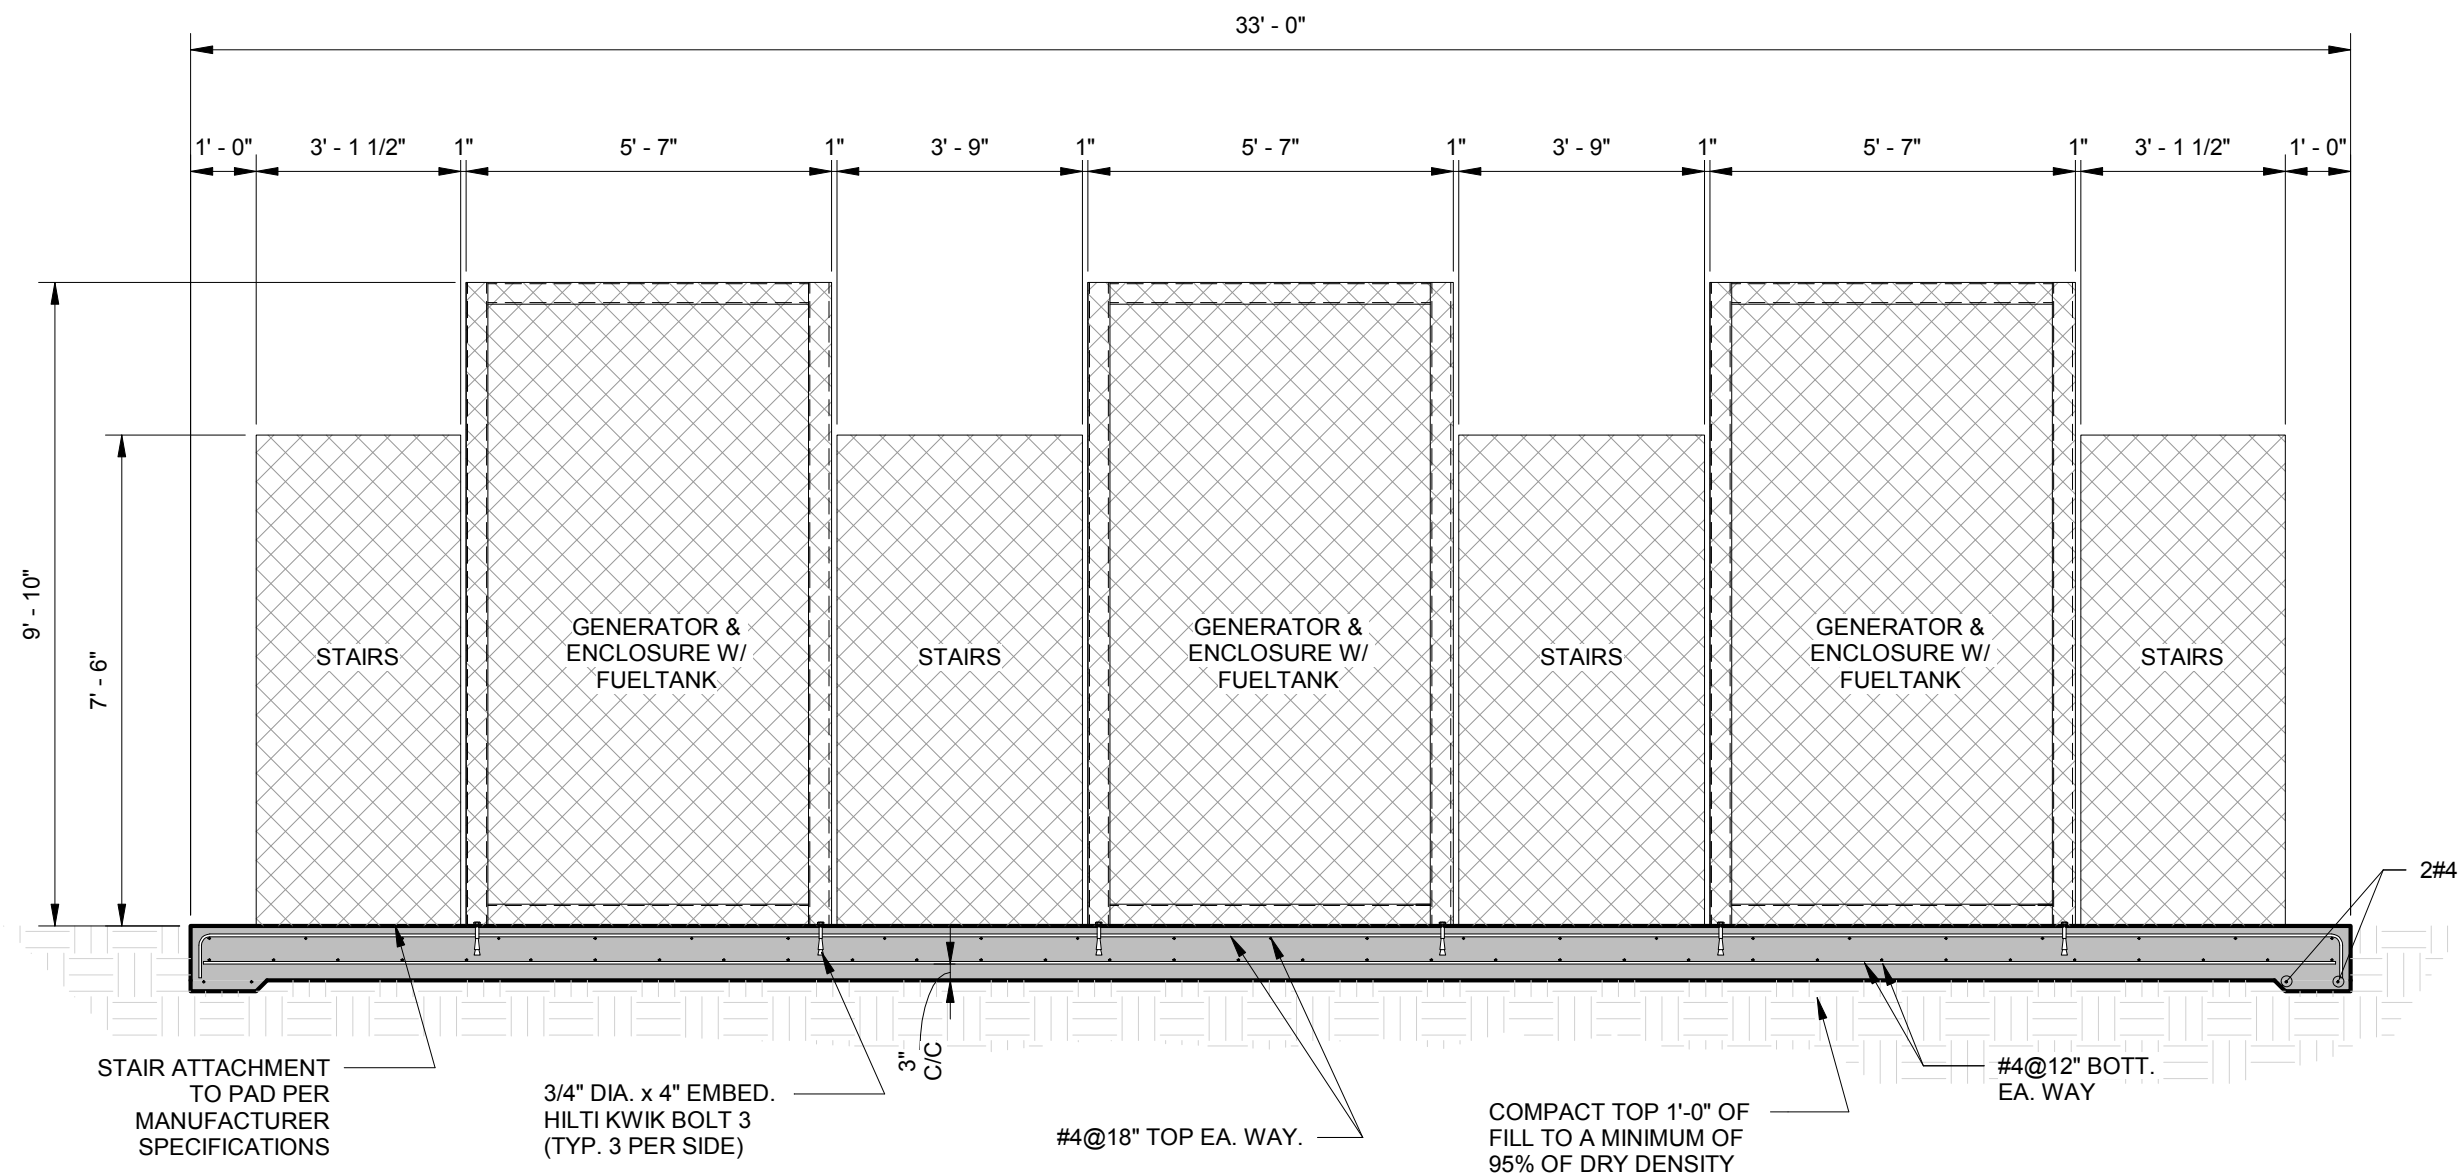 33' - 0"
1' - 0"
3' - 1 1/2"
1"
5' - 7"
1"
3' - 9"
1"
5' - 7"
1"
3' - 9"
1"
5' - 7"
1"
3' - 1 1/2"
1' - 0"
9' - 10"
7' - 6"
STAIRS
GENERATOR &
ENCLOSURE W/
FUELTANK
STAIRS
GENERATOR &
ENCLOSURE W/
FUELTANK
STAIRS
GENERATOR &
ENCLOSURE W/
FUELTANK
STAIRS
2#4
STAIR ATTACHMENT
TO PAD PER
MANUFACTURER
SPECIFICATIONS
3/4" DIA. x 4" EMBED.
HILTI KWIK BOLT 3
(TYP. 3 PER SIDE)
3"
C/C
#4@18" TOP EA. WAY.
COMPACT TOP 1'-0" OF
FILL TO A MINIMUM OF
95% OF DRY DENSITY
#4@12" BOTT.
EA. WAY